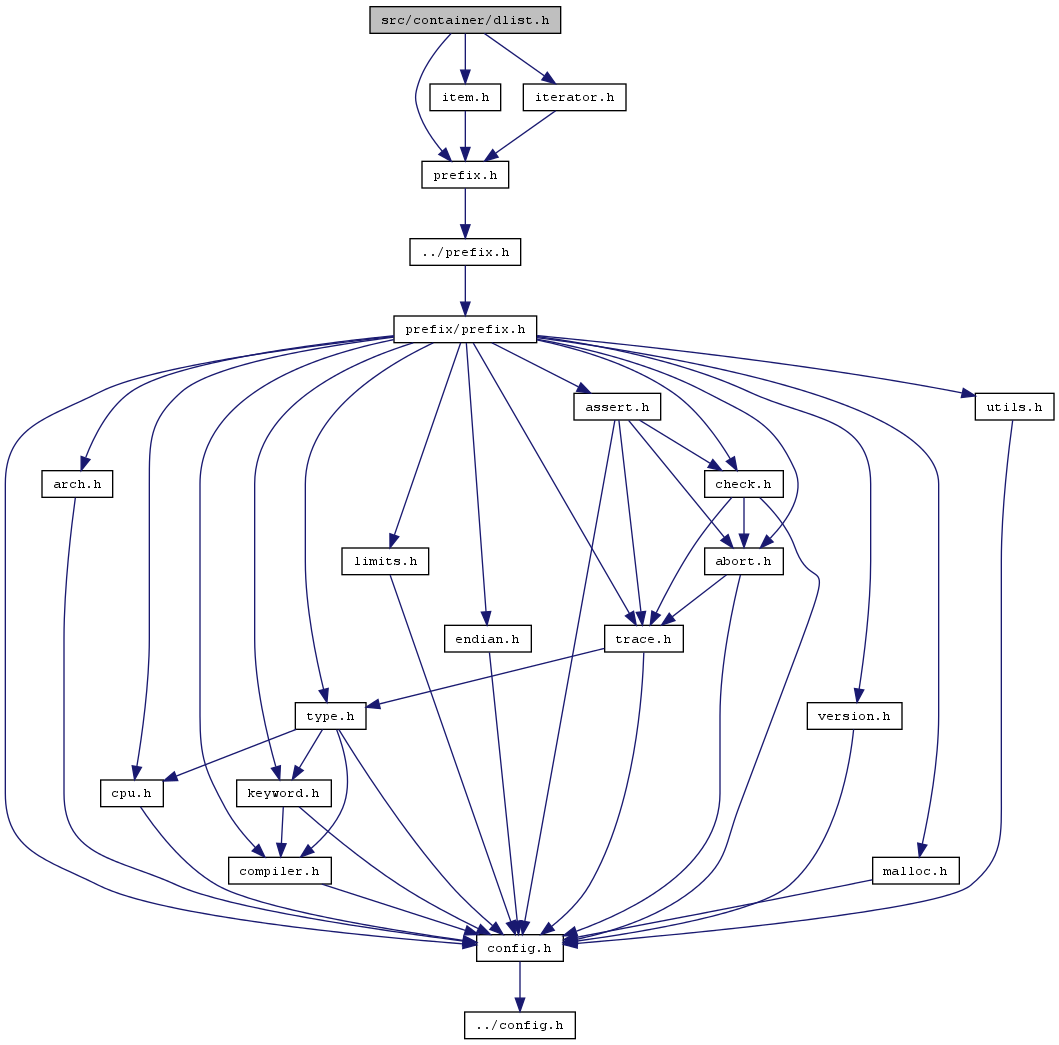 src/container/dlist.h
item.h
iterator.h
prefix.h
../prefix.h
prefix/prefix.h
assert.h
utils.h
arch.h
check.h
limits.h
abort.h
endian.h
trace.h
type.h
version.h
cpu.h
keyword.h
compiler.h
malloc.h
config.h
../config.h